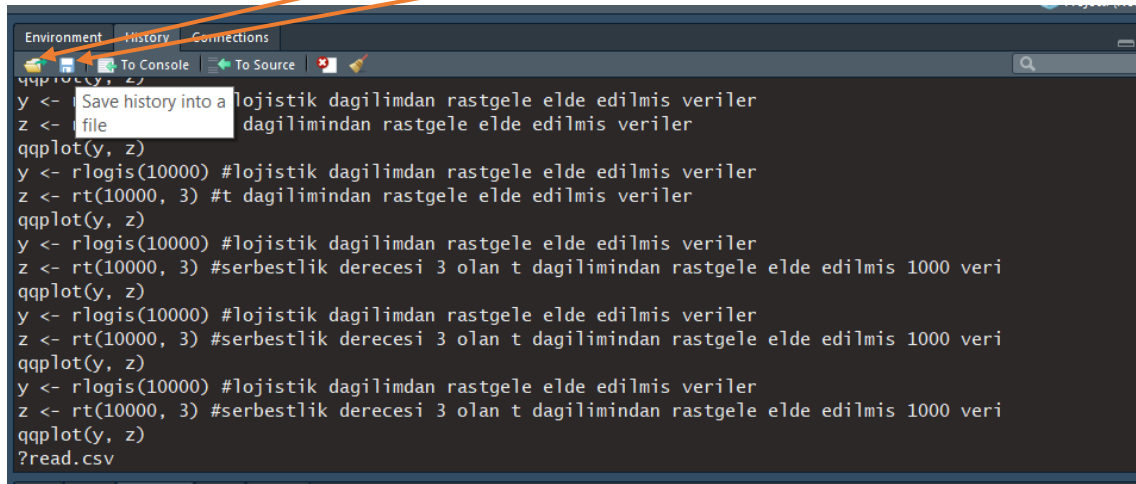 Environment History Connections
To Console To Source
qqplot(y, z)
y <- lojistik dagilimdan rastgele elde edilmis veriler
z <- dagilimindan rastgele elde edilmis veriler
Save history into a
file
qqplot(y, z)
y <- rlogis(10000) #lojistik dagilimdan rastgele elde edilmis veriler
z <- rt(10000, 3) #t dagilimindan rastgele elde edilmis veriler
qqplot(y, z)
y <- rlogis(10000) #lojistik dagilimdan rastgele elde edilmis veriler
z <- rt(10000, 3) #serbestlik derecesi 3 olan t dagilimindan rastgele elde edilmis 1000 veri
qqplot(y, z)
y <- rlogis(10000) #lojistik dagilimdan rastgele elde edilmis veriler
z <- rt(10000, 3) #serbestlik derecesi 3 olan t dagilimindan rastgele elde edilmis 1000 veri
qqplot(y, z)
y <- rlogis(10000) #lojistik dagilimdan rastgele elde edilmis veriler
z <- rt(10000, 3) #serbestlik derecesi 3 olan t dagilimindan rastgele elde edilmis 1000 veri
qqplot(y, z)
?read.csv